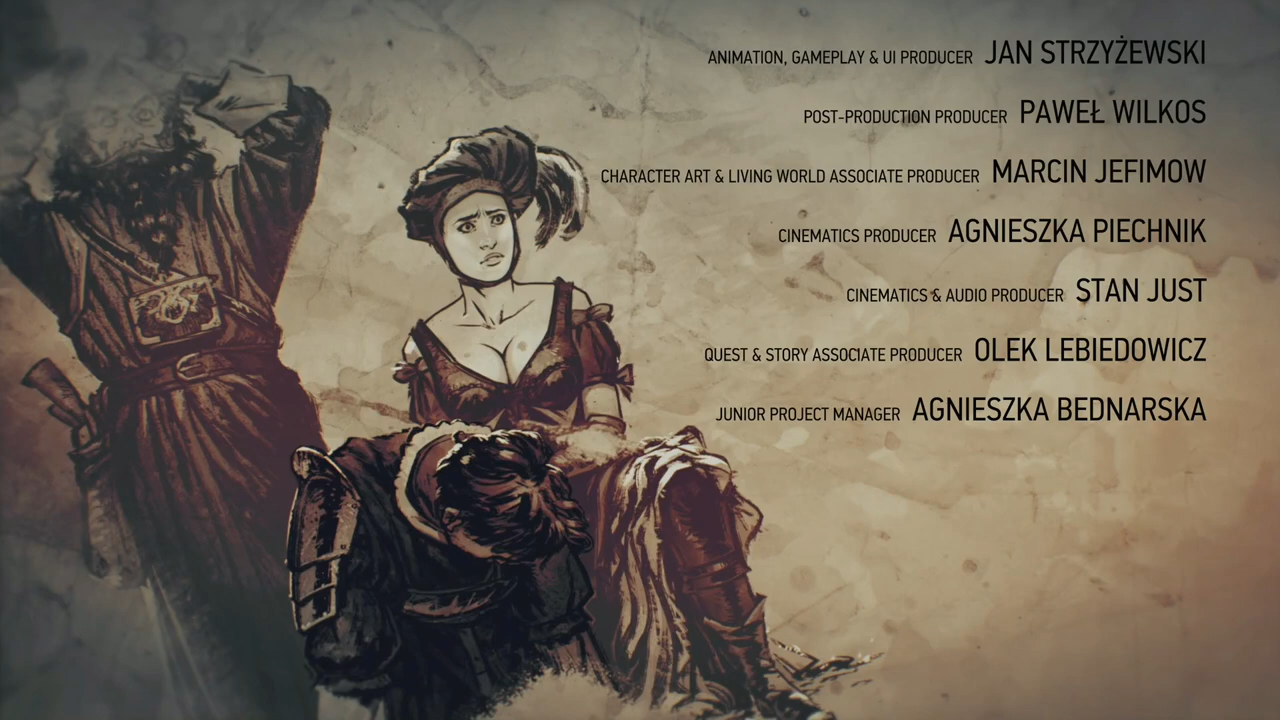 ANIMATION, GAMEPLAY & UI PRODUCER JAN STRZYŻEWSKI
POST-PRODUCTION PRODUCER PAWEŁ WILKOS
CHARACTER ART & LIVING WORLD ASSOCIATE PRODUCER MARCIN JEFIMOW
CINEMATICS PRODUCER AGNIESZKA PIECHNIK
CINEMATICS & AUDIO PRODUCER STAN JUST
QUEST & STORY ASSOCIATE PRODUCER OLEK LEBIEDOWICZ
JUNIOR PROJECT MANAGER AGNIESZKA BEDNARSKA